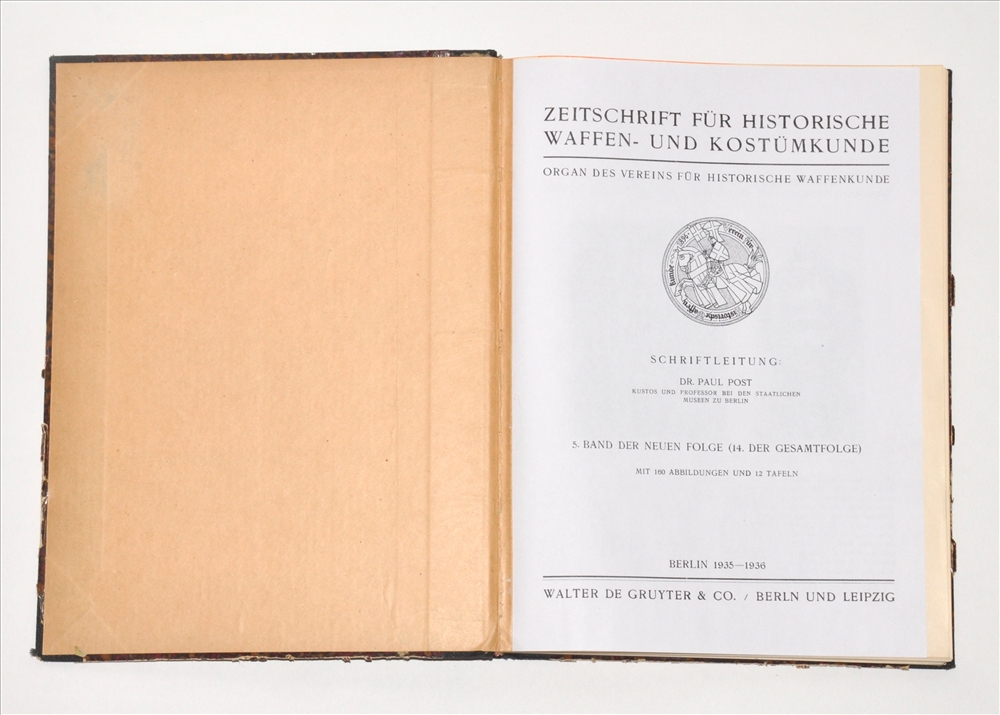 ZEITSCHRIFT FÜR HISTORISCHE
WAFFEN- UND KOSTÜMKUNDE
ORGAN DES VEREINS FÜR HISTORISCHE WAFFENKUNDE
SCHRIFTLEITUNG:
DR. PAUL POST
KUSTOS UND PROFESSOR BEI DEN STAATLICHEN
MUSEEN ZU BERLIN
5. BAND DER NEUEN FOLGE (14. DER GESAMTFOLGE)
MIT 160 ABBILDUNGEN UND 12 TAFELN
BERLIN 1935—1936
WALTER DE GRUYTER & CO. / BERLN UND LEIPZIG